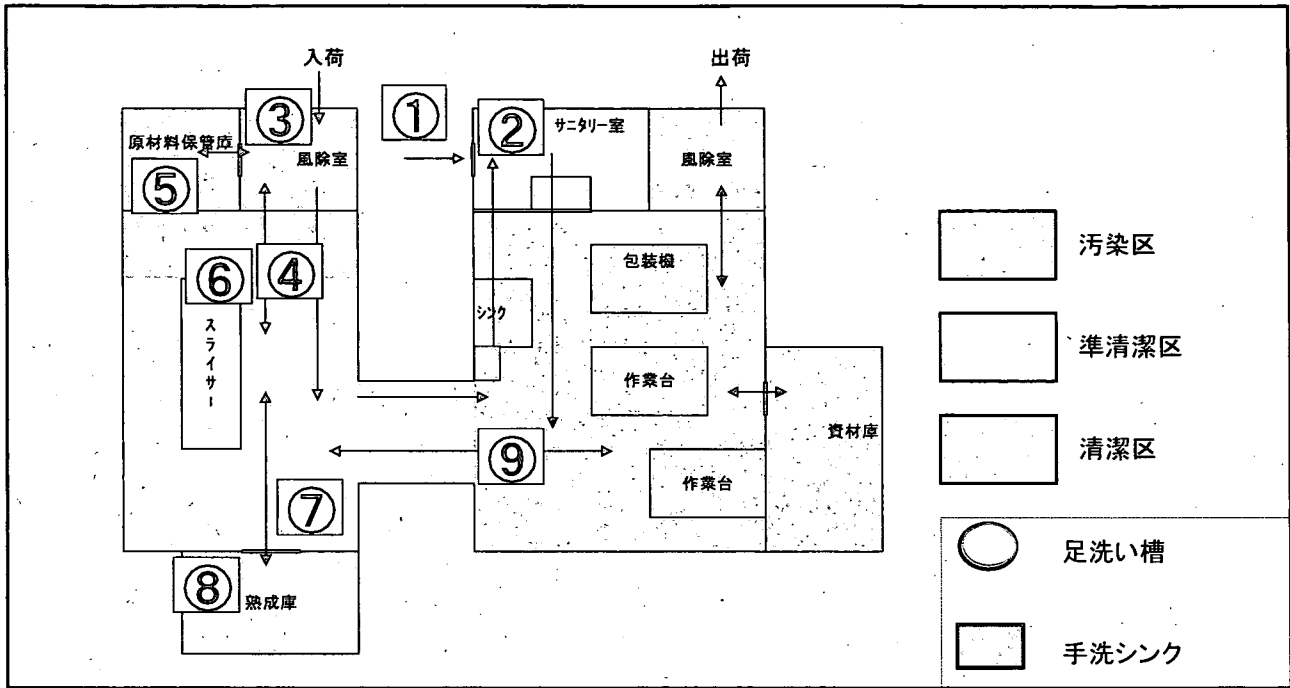 入荷
出荷
①
②
③
サニタリー室
原材料保管庫
風除室
風除室
⑤
⑥
④
包装機
シンク
スライサー
作業台
資材庫
⑨
作業台
⑦
⑧
熟成庫
汚染区
準清潔区
清潔区
足洗い槽
手洗シンク